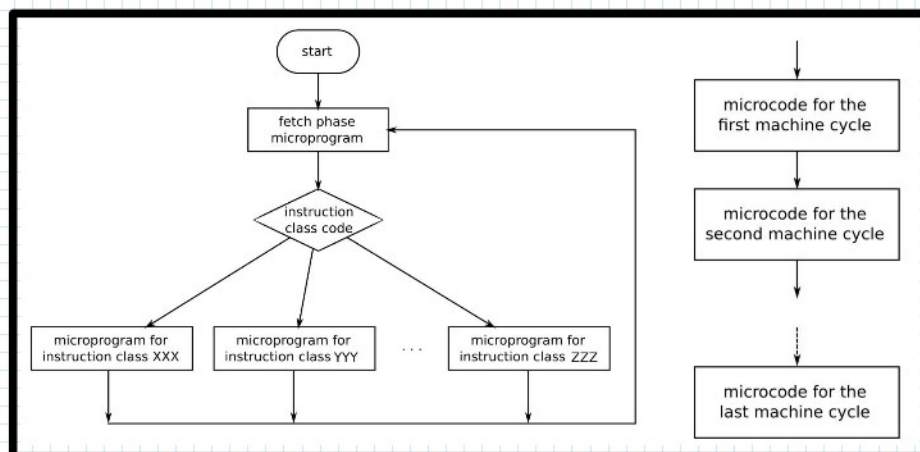 start
fetch phase
microprogram
instruction
class code
microprogram for
instruction class XXX
microprogram for
instruction class YYY
. . .
microprogram for
instruction class ZZZ
microcode for the
first machine cycle
microcode for the
second machine cycle
microcode for the
last machine cycle